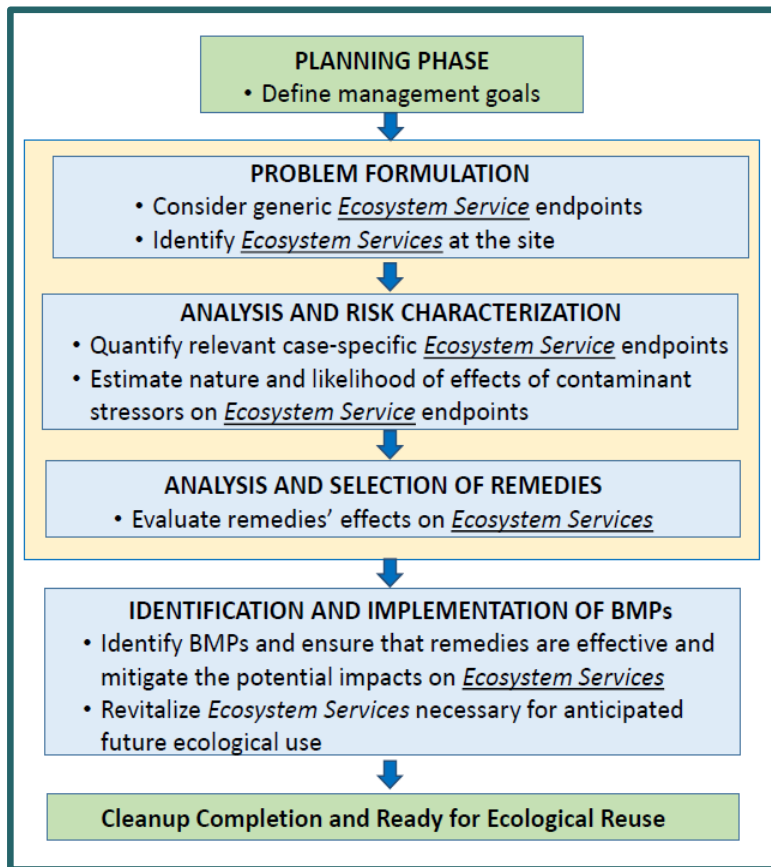 PLANNING PHASE
• Define management goals
PROBLEM FORMULATION
• Consider generic Ecosystem Service endpoints
• Identify Ecosystem Services at the site
ANALYSIS AND RISK CHARACTERIZATION
• Quantify relevant case-specific Ecosystem Service endpoints
• Estimate nature and likelihood of effects of contaminant
stressors on Ecosystem Service endpoints
ANALYSIS AND SELECTION OF REMEDIES
• Evaluate remedies’ effects on Ecosystem Services
IDENTIFICATION AND IMPLEMENTATION OF BMPs
• Identify BMPs and ensure that remedies are effective and
mitigate the potential impacts on Ecosystem Services
• Revitalize Ecosystem Services necessary for anticipated
future ecological use
Cleanup Completion and Ready for Ecological Reuse